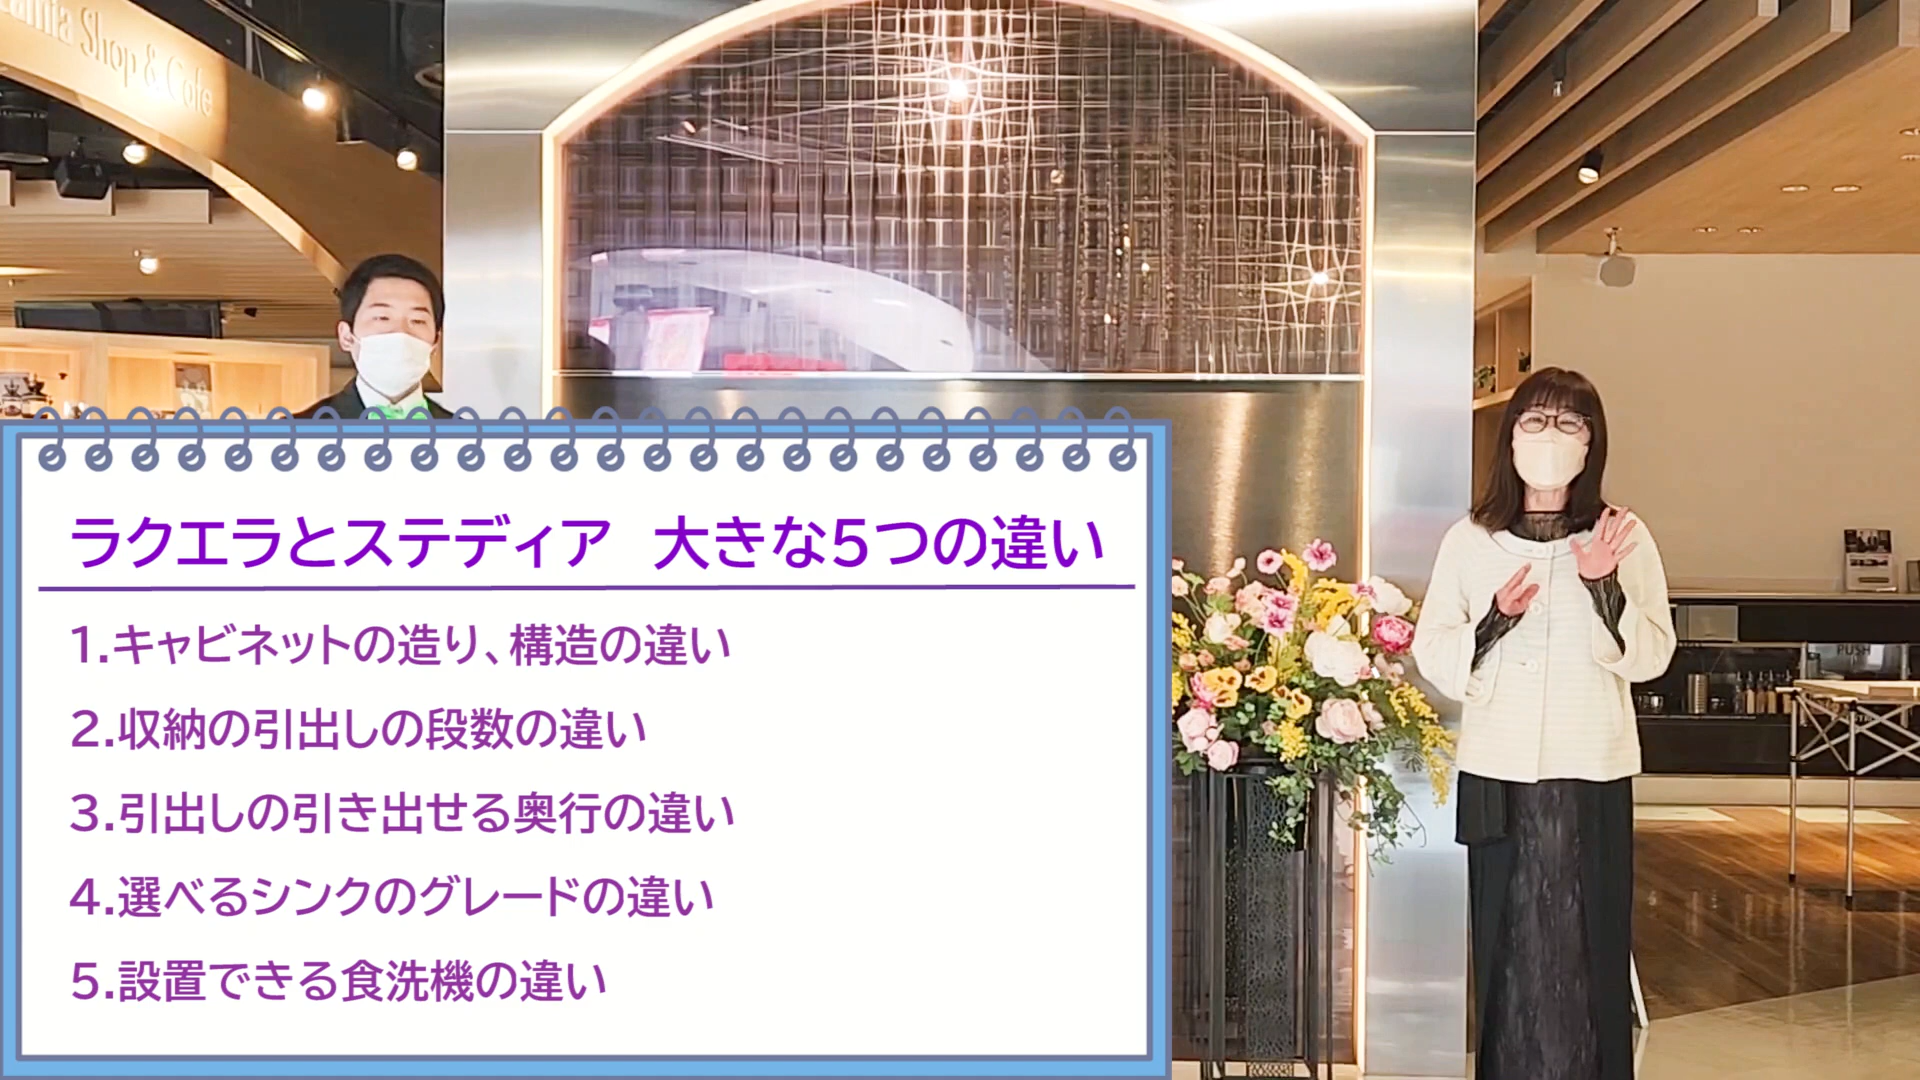 Shop & Cafe
ラクエラとステディア 大きな5つの違い
1.キャビネットの造り、構造の違い
2.収納の引出しの段数の違い
3.引出しの引き出せる奥行の違い
4.選べるシンクのグレードの違い
5.設置できる食洗機の違い
PUSH